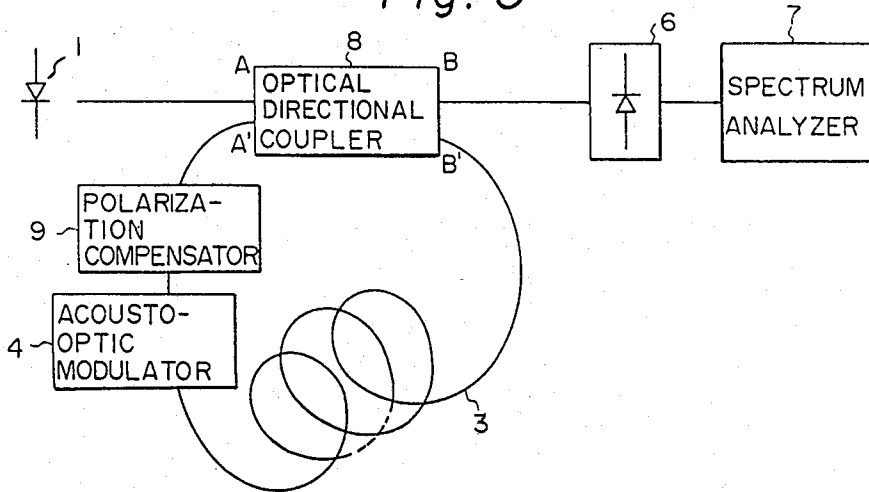 Fig.
1
8
6
7
A
B
OPTICAL
DIRECTIONAL
COUPLER
SPECTRUM
ANALYZER
A'
B'
POLARIZA-
TION
COMPENSATOR
9
ACOUSTO-
OPTIC
MODULATOR
4
3